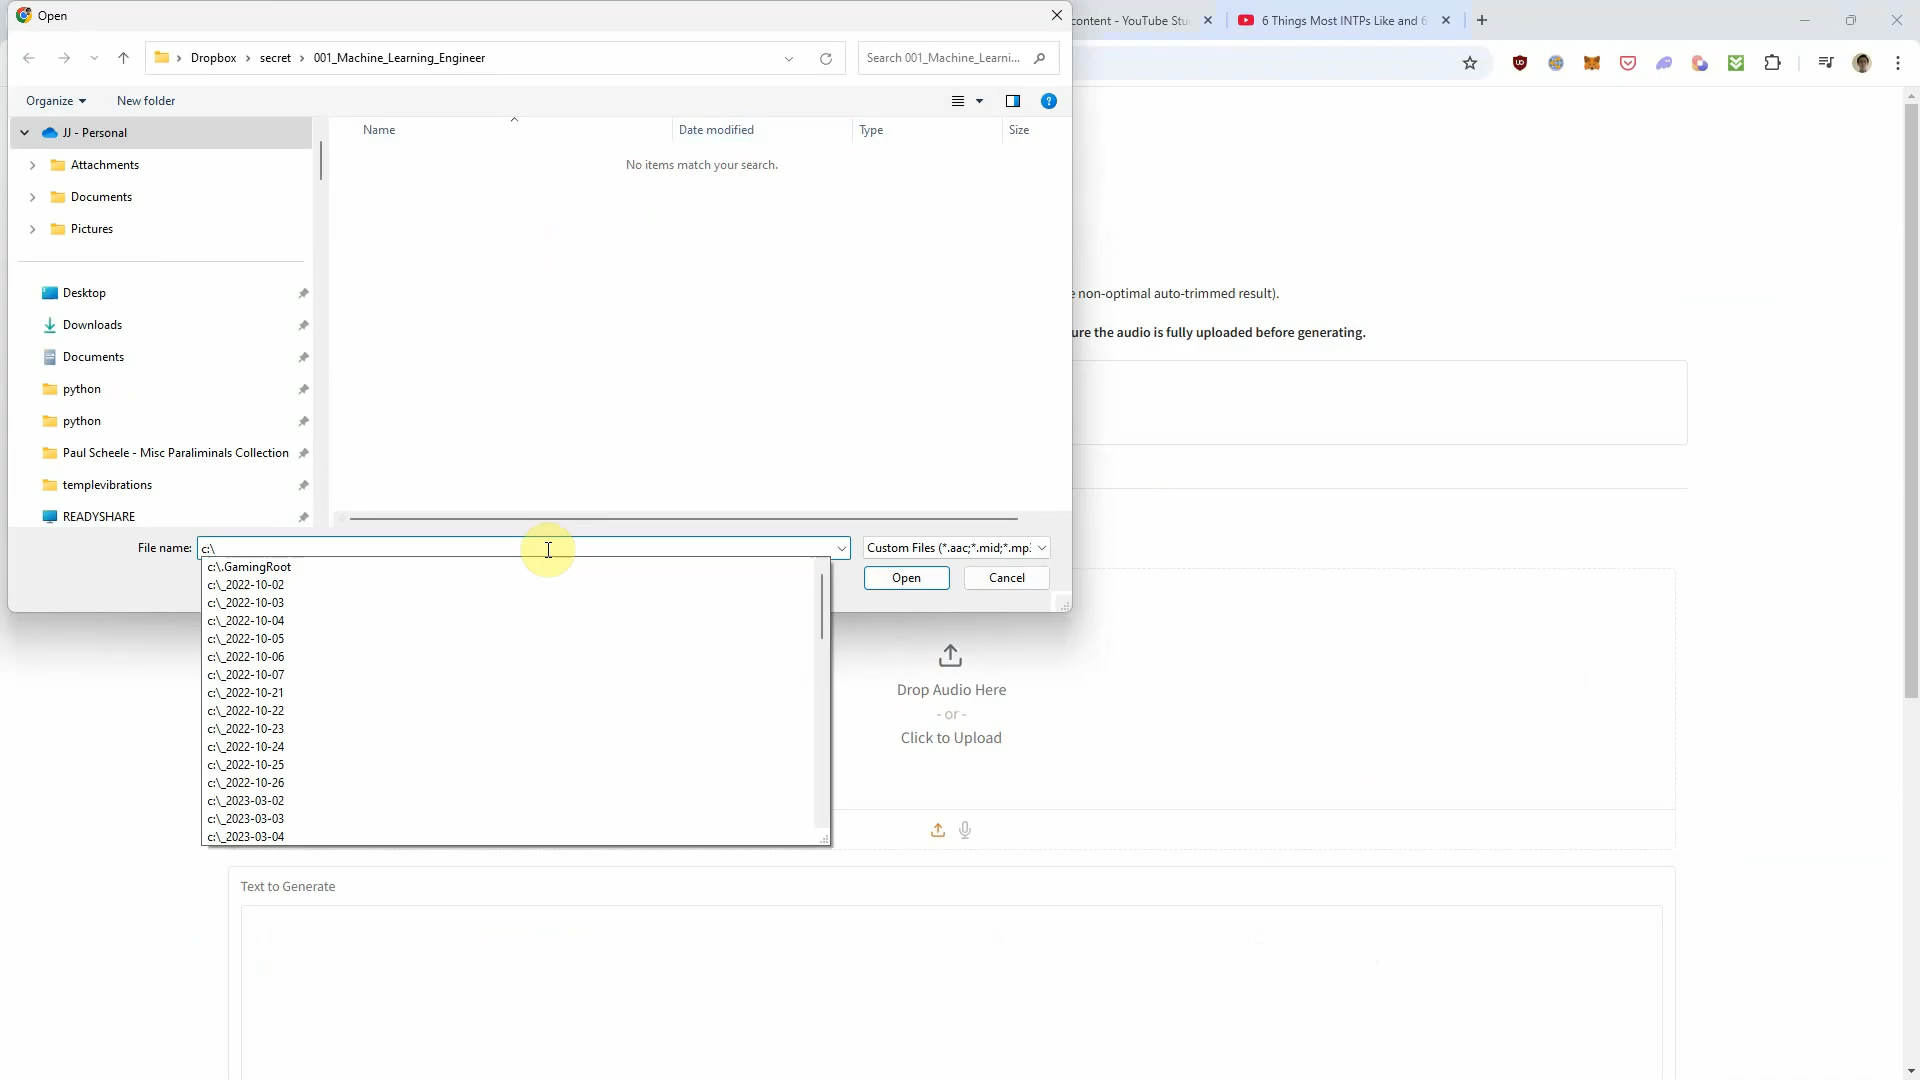 Open
content - YouTube Stu
6 Things Most INTPs Like and 6
Dropbox
secret
001_Machine_Learning_Engineer
Search 001_Machine_Learni...
Organize
New folder
JJ - Personal
Attachments
Documents
Pictures
Desktop
Downloads
Documents
python
python
Paul Scheele - Misc Paraliminals Collection
templevibrations
READYSHARE
Name
Date modified
Type
Size
No items match your search.
non-optimal auto-trimmed result).
ure the audio is fully uploaded before generating.
File name:
c:\
Custom Files (*.aac;*.mid;*.mp
Open
Cancel
c:\.GamingRoot
c:\_2022-10-02
c:\_2022-10-03
c:\_2022-10-04
c:\_2022-10-05
c:\_2022-10-06
c:\_2022-10-07
c:\_2022-10-21
c:\_2022-10-22
c:\_2022-10-23
c:\_2022-10-24
c:\_2022-10-25
c:\_2022-10-26
c:\_2023-03-02
c:\_2023-03-03
c:\_2023-03-04
Drop Audio Here
- or -
Click to Upload
Text to Generate